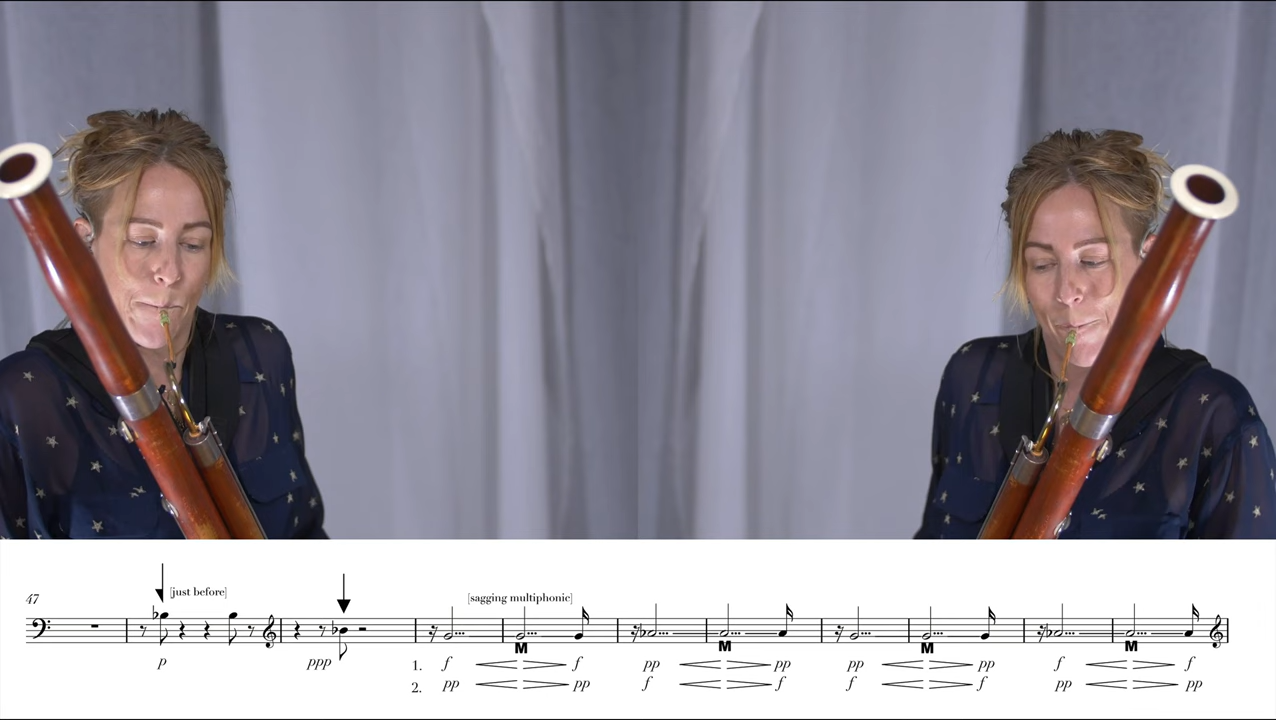 47
[just before]
[sagging multiphonic]
M M M M
p ppp 1. f f pp pp pp pp f f
2. pp pp f f f f pp pp